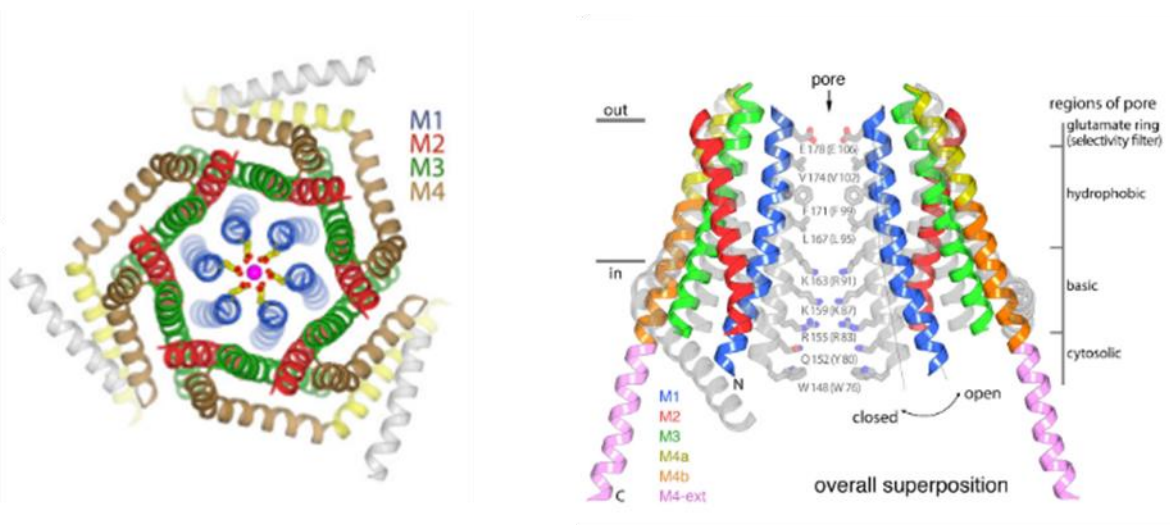 M1
M2
M3
M4
pore
out
in
regions of pore
glutamate ring
(selectivity filter)
hydrophobic
basic
cytosolic
E 178 (E 106)
V 174 (V 102)
F 171 (F 99)
L 167 (L 95)
K 163 (R 91)
K 159 (K 87)
R 155 (R 83)
Q 152 (Y 80)
W 148 (W 76)
N
open
closed
M1
M2
M3
M4a
M4b
M4-ext
C
overall superposition